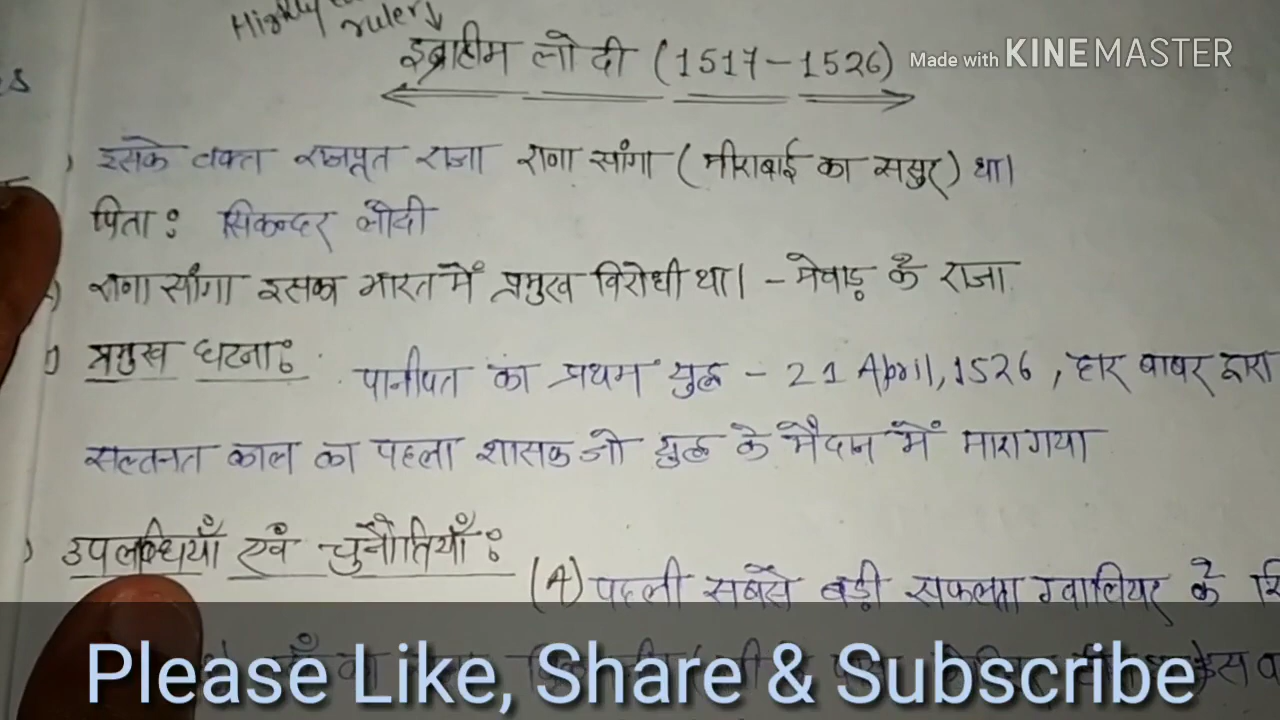 Highly
ruler
इब्राहीम लोदी (1517-1526)
Made with KINEMASTER
इसके वक्त राजपूत राजा राना सांगा (मीराबाई का ससुर) था।
पिता: सिकन्दर लोदी
राना सांगा इसका भारत में प्रमुख विरोधी था। - मेवाड़ के राजा
प्रमुख घटना: पानीपत का प्रथम युद्ध - 21 April, 1526, हार बाबर द्वारा
सल्तनत काल का पहला शासक जो युद्ध के मैदान में मारा गया
उपलब्धियाँ एवं चुनौतियाँ:
(A) पहली सबसे बड़ी सफलता ग्वालियर के
Please Like, Share & Subscribe